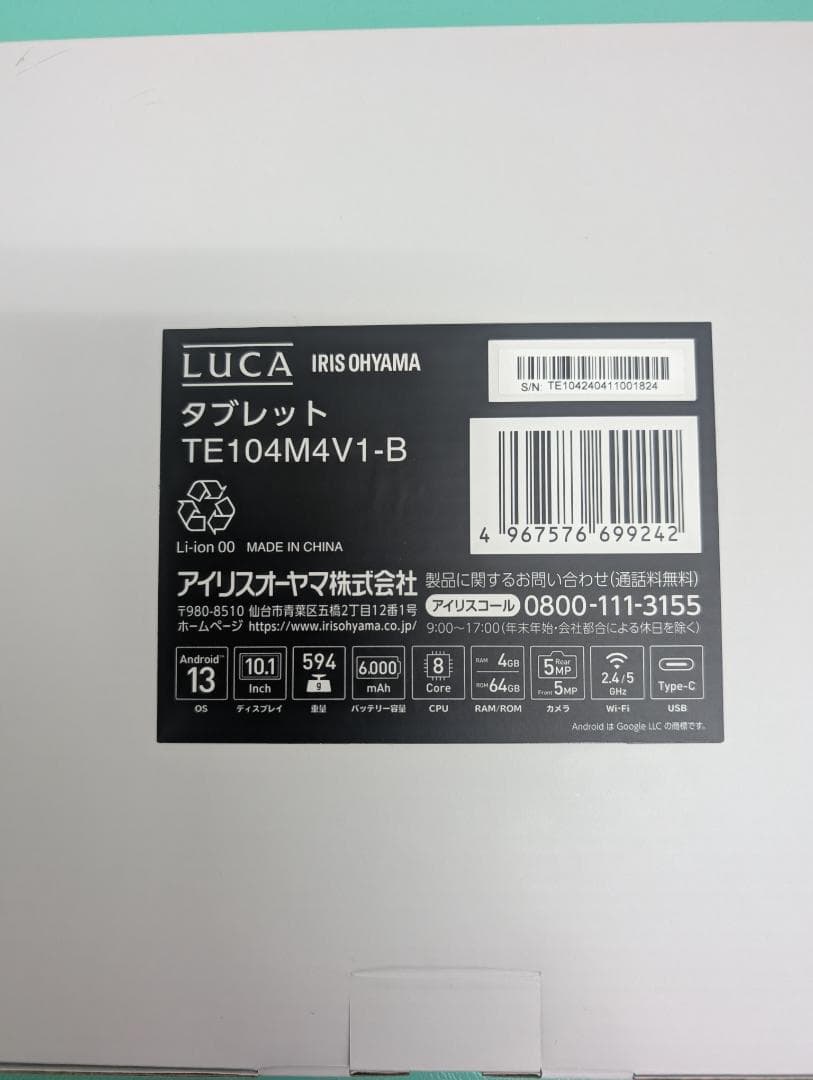 LUCA IRIS OHYAMA
S/N: TE104240411001824
タブレット
TE104M4V1-B
4 967576 699242
Li-ion 00 MADE IN CHINA
アイリスオーヤマ株式会社 製品に関するお問い合わせ(通話料無料)
〒980-8510 仙台市青葉区五橋2丁目12番1号 アイリスコール 0800-111-3155
ホームページ https://www.irisohyama.co.jp/ 9:00〜17:00(年末年始・会社都合による休日を除く)
Android™ 13 OS
10.1 Inch ディスプレイ
594 g 重量
6,000 mAh バッテリー容量
8 Core CPU
RAM 4GB ROM 64GB RAM/ROM
5MP Rear Front 5MP カメラ
2.4/5 GHz Wi-Fi
Type-C USB
Android は Google LLC の商標です。